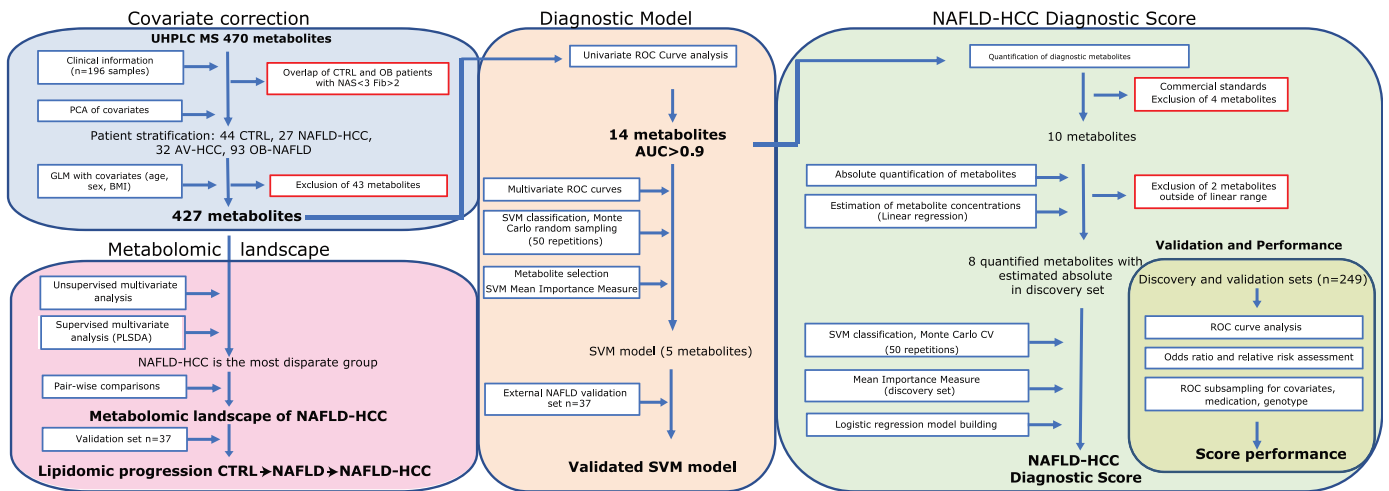 Covariate correction
UHPLC MS 470 metabolites
Clinical information
(n=196 samples)
Overlap of CTRL and OB patients
with NAS<3 Fib>2
PCA of covariates
Patient stratification: 44 CTRL, 27 NAFLD-HCC,
32 AV-HCC, 93 OB-NAFLD
GLM with covariates (age,
sex, BMI)
Exclusion of 43 metabolites
427 metabolites
Metabolomic landscape
Unsupervised multivariate
analysis
Supervised multivariate
analysis (PLSDA)
NAFLD-HCC is the most disparate group
Pair-wise comparisons
Metabolomic landscape of NAFLD-HCC
Validation set n=37
Lipidomic progression CTRL→NAFLD→NAFLD-HCC
Diagnostic Model
Univariate ROC Curve analysis
14 metabolites
AUC>0.9
Multivariate ROC curves
SVM classification, Monte
Carlo random sampling
(50 repetitions)
Metabolite selection
SVM Mean Importance Measure
SVM model (5 metabolites)
External NAFLD validation
set n=37
Validated SVM model
NAFLD-HCC Diagnostic Score
Quantification of diagnostic metabolites
Commercial standards
Exclusion of 4 metabolites
10 metabolites
Absolute quantification of metabolites
Exclusion of 2 metabolites
outside of linear range
Estimation of metabolite concentrations
(Linear regression)
8 quantified metabolites with
estimated absolute
in discovery set
SVM classification, Monte Carlo CV
(50 repetitions)
Mean Importance Measure
(discovery set)
Logistic regression model building
NAFLD-HCC
Diagnostic Score
Validation and Performance
Discovery and validation sets (n=249)
ROC curve analysis
Odds ratio and relative risk assessment
ROC subsampling for covariates,
medication, genotype
Score performance